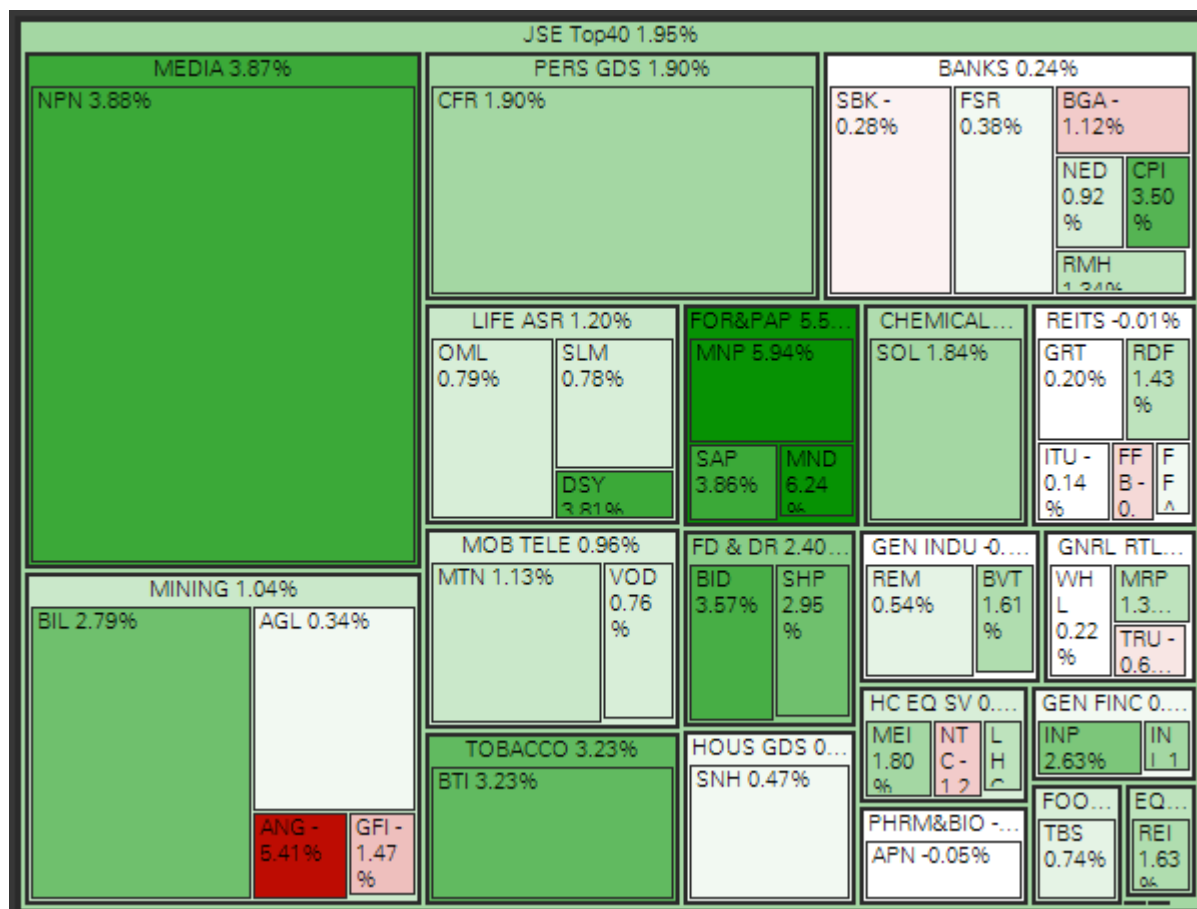 JSE Top40 1.95%
MEDIA 3.87%
NPN 3.88%
PERS GDS 1.90%
CFR 1.90%
BANKS 0.24%
SBK -
0.28%
FSR
0.38%
BGA -
1.12%
NED
0.92
%
CPI
3.50
%
RMH
1.34%
LIFE ASR 1.20%
OML
0.79%
SLM
0.78%
DSY
3.81%
FOR&PAP 5.5...
MNP 5.94%
SAP
3.86%
MND
6.24
%
CHEMICAL...
SOL 1.84%
REITS -0.01%
GRT
0.20%
RDF
1.43
%
ITU -
0.14
%
FF
B -
0.
F
F
MINING 1.04%
BIL 2.79%
AGL 0.34%
ANG -
5.41%
GFI -
1.47
%
MOB TELE 0.96%
MTN 1.13%
VOD
0.76
%
TOBACCO 3.23%
BTI 3.23%
FD & DR 2.40...
BID
3.57%
SHP
2.95
%
HOUS GDS 0...
SNH 0.47%
GEN INDU -0....
REM
0.54%
BVT
1.61
%
GNRL RTL...
WH
L
0.22
%
MRP
1.3...
TRU -
0.6...
HC EQ SV 0....
MEI
1.80
%
NT
C -
1.2
L
H
C
GEN FINC 0....
INP
2.63%
IN
PHRM&BIO -...
APN -0.05%
FOO...
TBS
0.74%
EQ...
REI
1.63
%